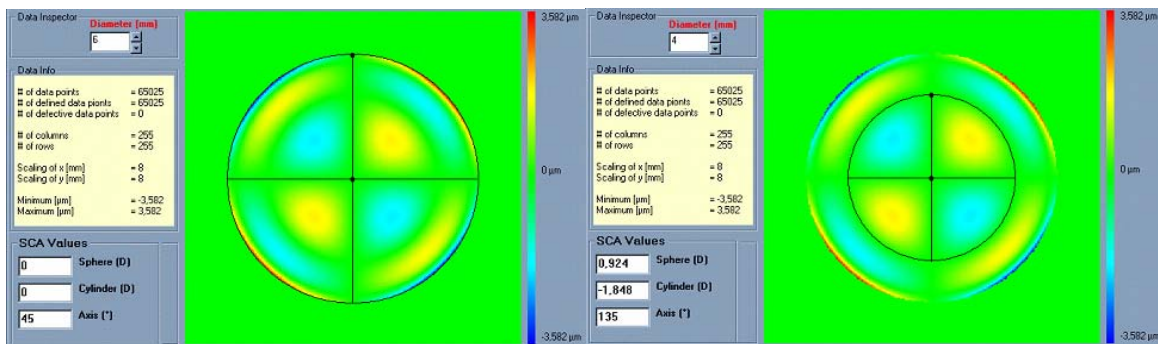 Data Inspector
Diameter [mm]
6
Data Info
# of data points = 65025
# of defined data pionts = 65025
# of defective data points = 0
# of columns = 255
# of rows = 255
Scaling of x [mm] = 8
Scaling of y [mm] = 8
Minimum [µm] = -3,582
Maximum [µm] = 3,582
SCA Values
0 Sphere (D)
0 Cylinder (D)
45 Axis (°)
3,582 µm
0 µm
-3,582 µm
Data Inspector
Diameter [mm]
4
Data Info
# of data points = 65025
# of defined data pionts = 65025
# of defective data points = 0
# of columns = 255
# of rows = 255
Scaling of x [mm] = 8
Scaling of y [mm] = 8
Minimum [µm] = -3,582
Maximum [µm] = 3,582
SCA Values
0,924 Sphere (D)
-1,848 Cylinder (D)
135 Axis (°)
3,582 µm
0 µm
-3,582 µm